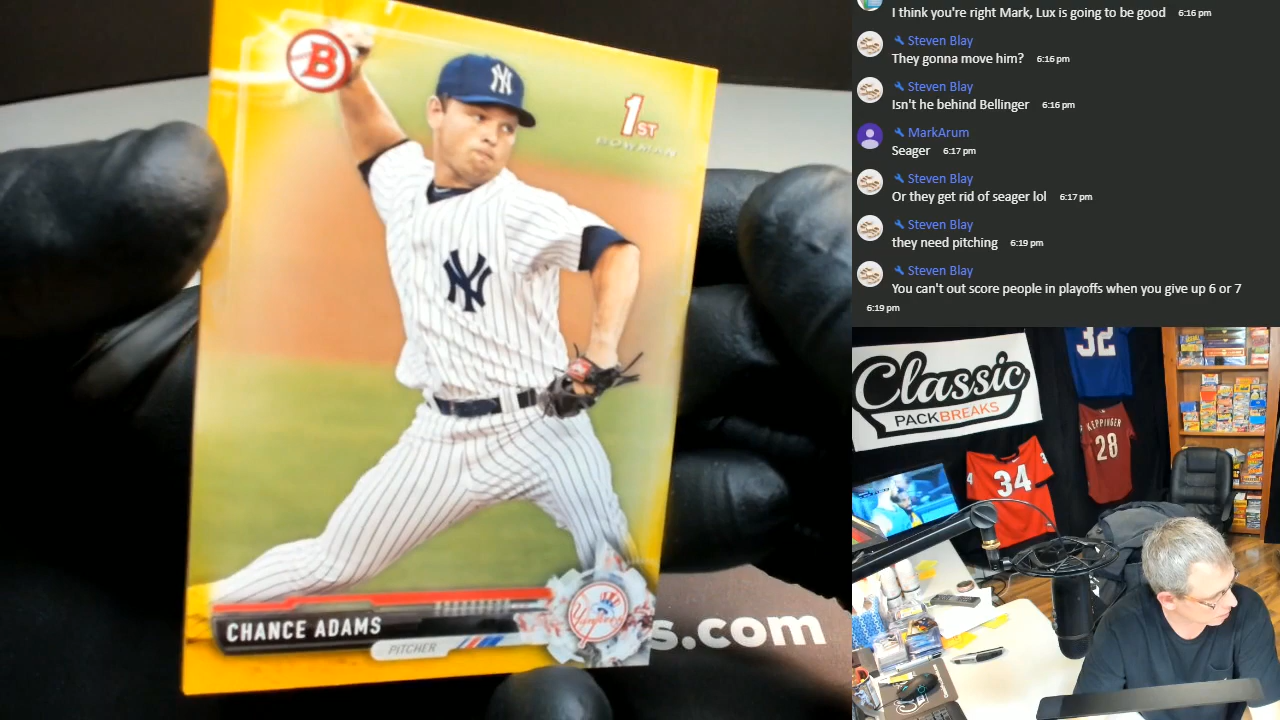 B
NY
1ST
BOWMAN
NY
Yankees
CHANCE ADAMS
PITCHER
s.com
I think you're right Mark, Lux is going to be good 6:16 pm
Steven Blay
They gonna move him? 6:16 pm
Steven Blay
Isn't he behind Bellinger 6:16 pm
MarkArum
Seager 6:17 pm
Steven Blay
Or they get rid of seager lol 6:17 pm
Steven Blay
they need pitching 6:19 pm
Steven Blay
You can't out score people in playoffs when you give up 6 or 7
6:19 pm
Classic
PACKBREAKS
32
KEPPINGER
28
34